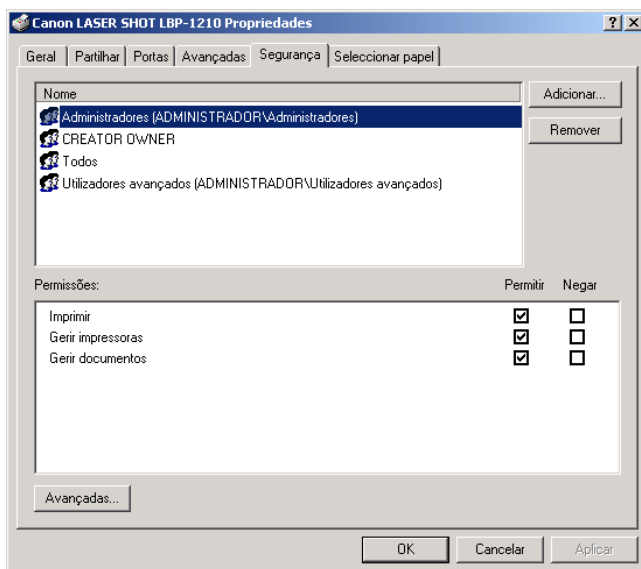 Canon LASER SHOT LBP-1210 Propriedades
Geral Partilhar Portas Avançadas Segurança Seleccionar papel
Nome
Administradores (ADMINISTRADOR\Administradores)
CREATOR OWNER
Todos
Utilizadores avançados (ADMINISTRADOR\Utilizadores avançados)
Adicionar...
Remover
Permissões: Permitir Negar
Imprimir
Gerir impressoras
Gerir documentos
Avançadas...
OK Cancelar Aplicar